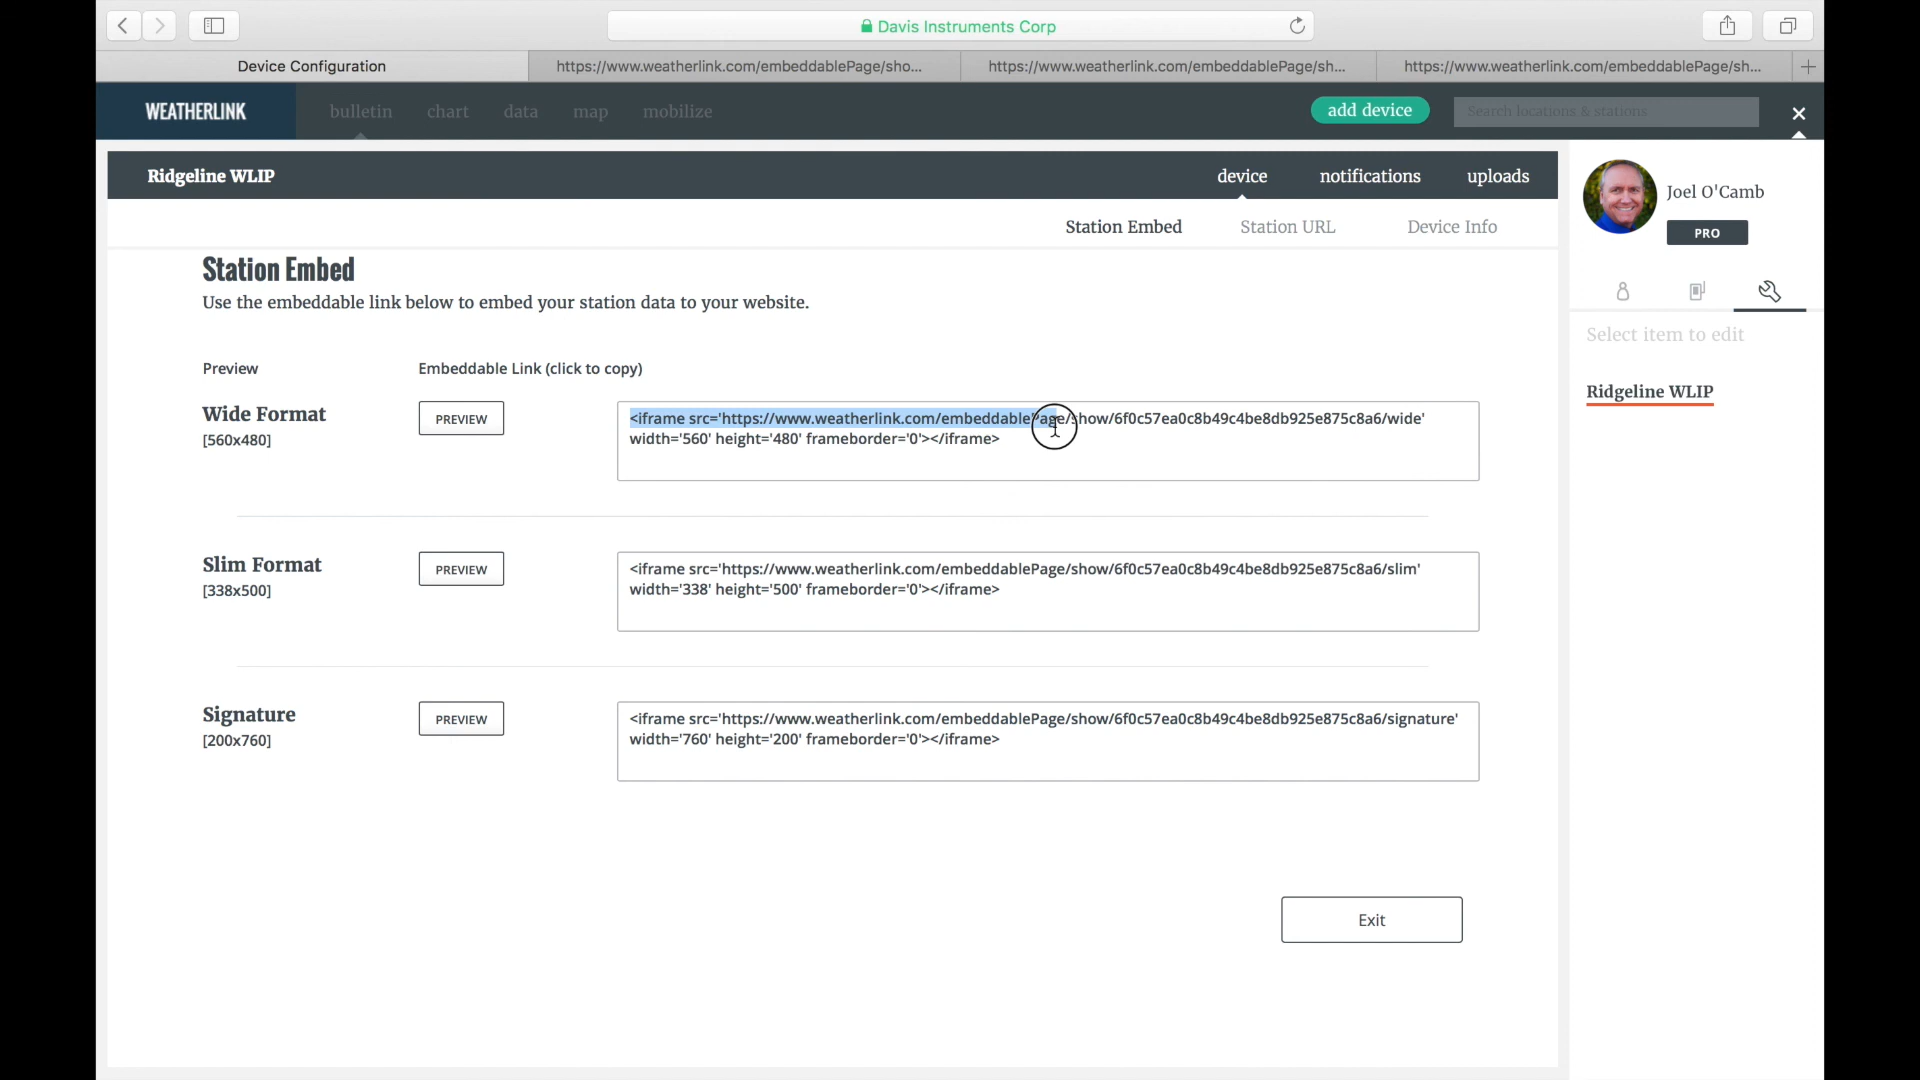 Davis Instruments Corp
Device Configuration
https://www.weatherlink.com/embeddablePage/sho...
https://www.weatherlink.com/embeddablePage/sh...
https://www.weatherlink.com/embeddablePage/sh...
WEATHERLINK
bulletin
chart
data
map
mobilize
add device
Search locations & stations
Ridgeline WLIP
device
notifications
uploads
Joel O'Camb
PRO
Station Embed
Station URL
Device Info
Station Embed
Use the embeddable link below to embed your station data to your website.
Select item to edit
Ridgeline WLIP
Preview
Embeddable Link (click to copy)
Wide Format
[560x480]
PREVIEW
<iframe src='https://www.weatherlink.com/embeddablePage/show/6f0c57ea0c8b49c4be8db925e875c8a6/wide'
width='560' height='480' frameborder='0'></iframe>
Slim Format
[338x500]
PREVIEW
<iframe src='https://www.weatherlink.com/embeddablePage/show/6f0c57ea0c8b49c4be8db925e875c8a6/slim'
width='338' height='500' frameborder='0'></iframe>
Signature
[200x760]
PREVIEW
<iframe src='https://www.weatherlink.com/embeddablePage/show/6f0c57ea0c8b49c4be8db925e875c8a6/signature'
width='760' height='200' frameborder='0'></iframe>
Exit